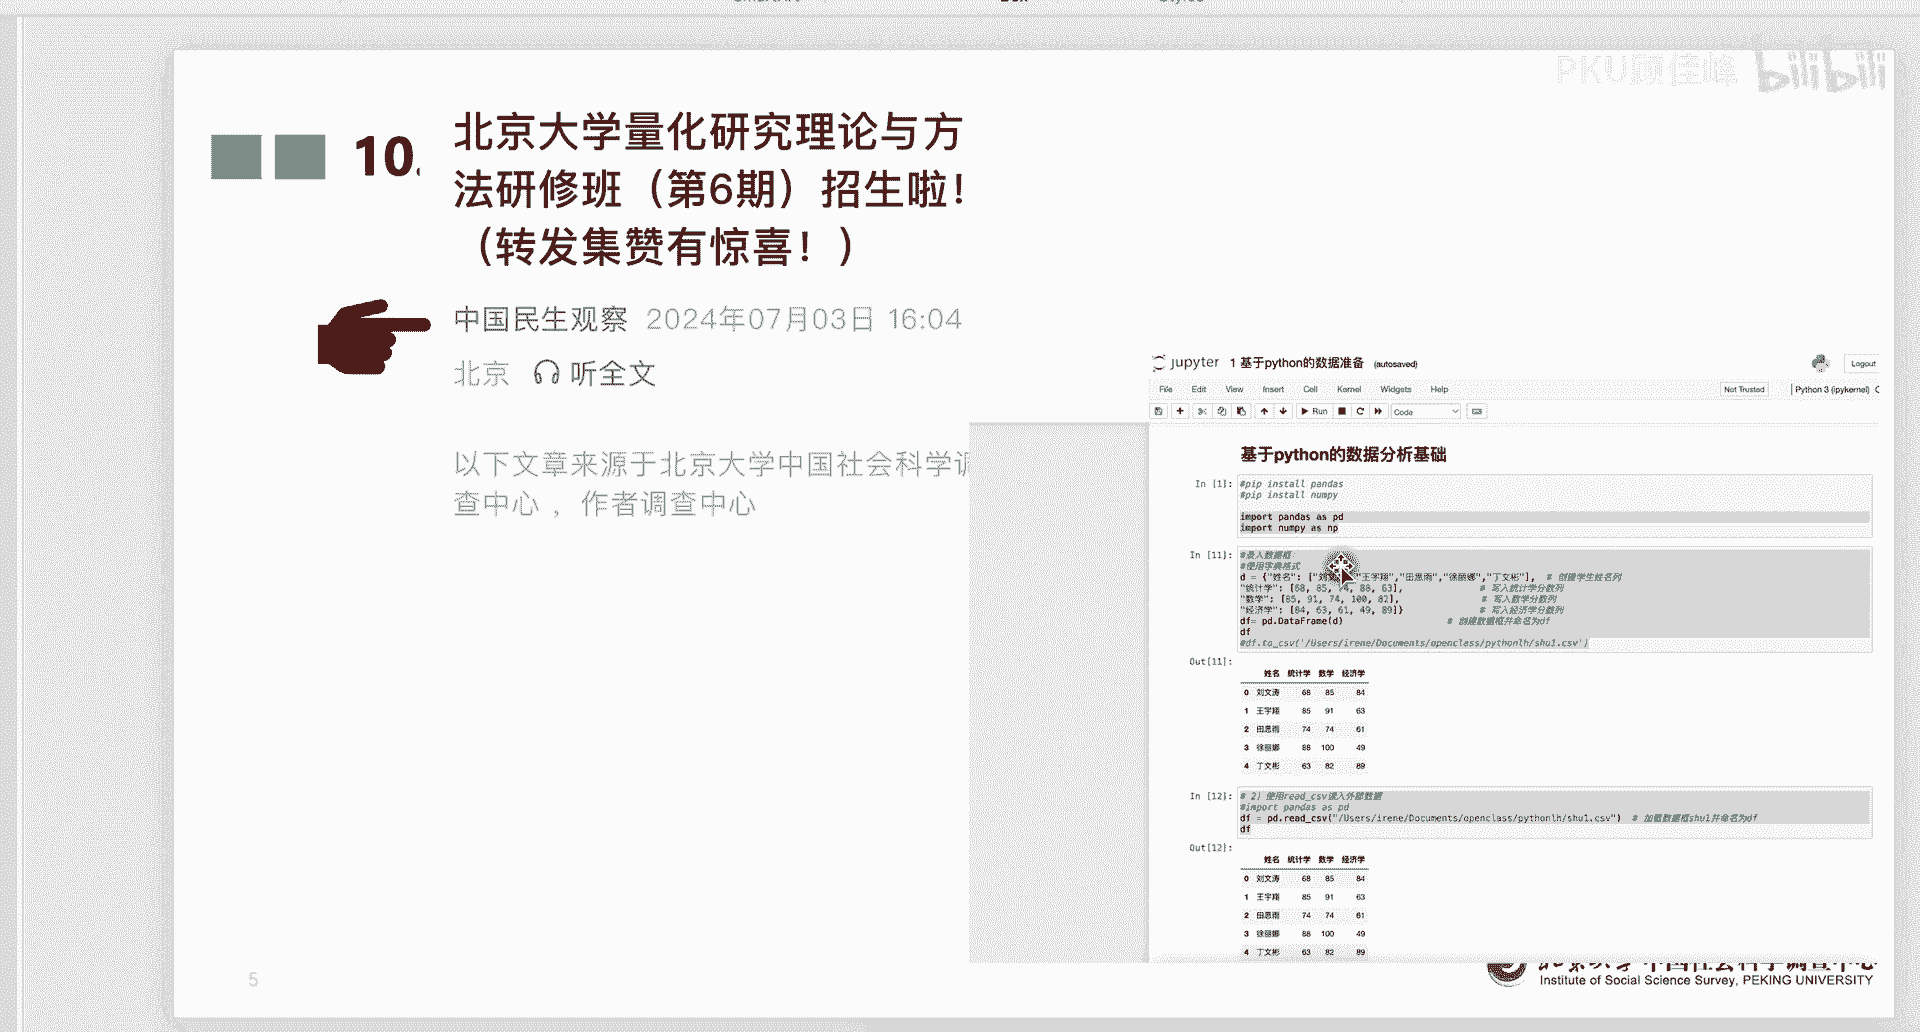 PKU顾佳峰 bilibili
10.
北京大学量化研究理论与方
法研修班（第6期）招生啦！
（转发集赞有惊喜！）
中国民生观察 2024年07月03日 16:04
北京 听全文
以下文章来源于北京大学中国社会科学调
查中心 ，作者调查中心
jupyter 1 基于python的数据准备 (autosaved)
Logout
File Edit View Insert Cell Kernel Widgets Help
Not Trusted
Python 3 (ipykernel)
Run
Code
基于python的数据分析基础
In [1]:
#pip install pandas
#pip install numpy
import pandas as pd
import numpy as np
In [11]:
#录入数据框
#使用字典格式
d = {"姓名": ["刘文 "王宇翔","田思雨","徐丽娜","丁文彬"], # 创建学生姓名列
"统计学": [68, 85, 74, 88, 63], # 写入统计学分数列
"数学": [85, 91, 74, 100, 82], # 写入数学分数列
"经济学": [84, 63, 61, 49, 89]} # 写入经济学分数列
df= pd.DataFrame(d) # 创建数据框并命名为df
df
#df.to_csv('/Users/irene/Documents/openclass/pythonlh/shu1.csv')
Out[11]:
姓名 统计学 数学 经济学
0 刘文涛 68 85 84
1 王宇翔 85 91 63
2 田思雨 74 74 61
3 徐丽娜 88 100 49
4 丁文彬 63 82 89
In [12]:
# 2) 使用read_csv读入外部数据
#import pandas as pd
df = pd.read_csv("/Users/irene/Documents/openclass/pythonlh/shu1.csv") # 加载数据框shu1并命名为df
df
Out[12]:
姓名 统计学 数学 经济学
0 刘文涛 68 85 84
1 王宇翔 85 91 63
2 田思雨 74 74 61
3 徐丽娜 88 100 49
4 丁文彬 63 82 89
5
Institute of Social Science Survey, PEKING UNIVERSITY